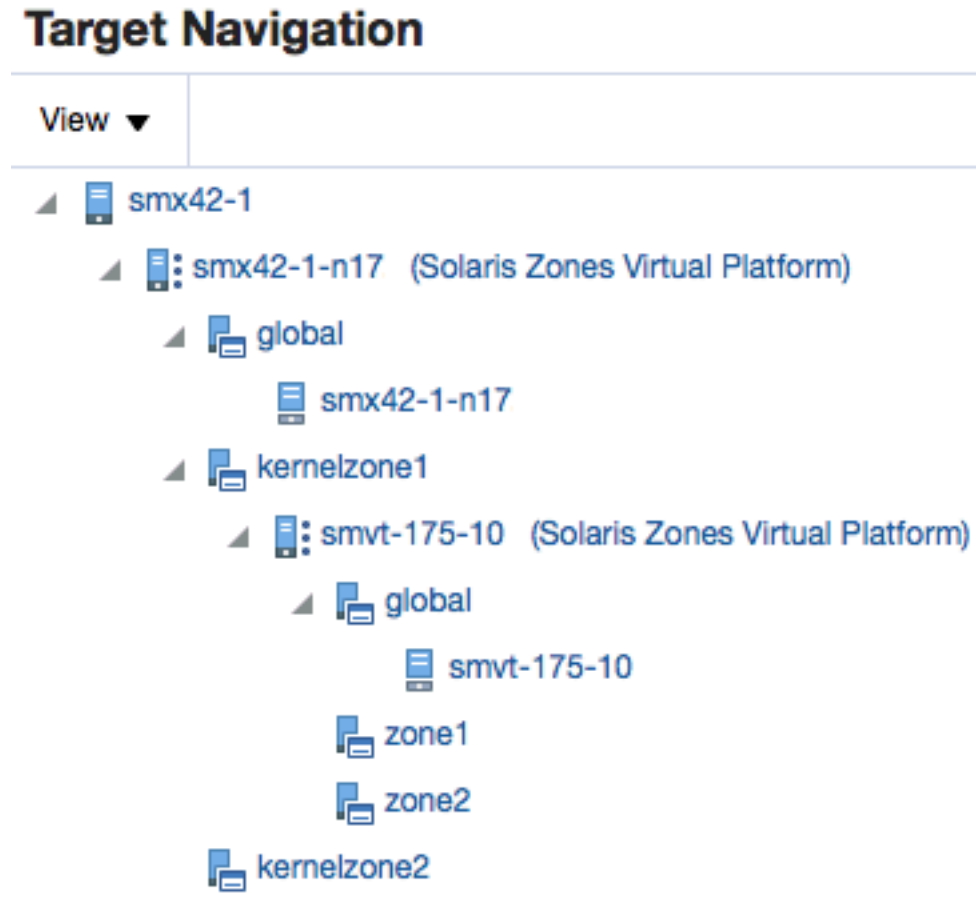 Target Navigation
View
smx42-1
smx42-1-n17 (Solaris Zones Virtual Platform)
global
smx42-1-n17
kernelzone1
smvt-175-10 (Solaris Zones Virtual Platform)
global
smvt-175-10
zone1
zone2
kernelzone2